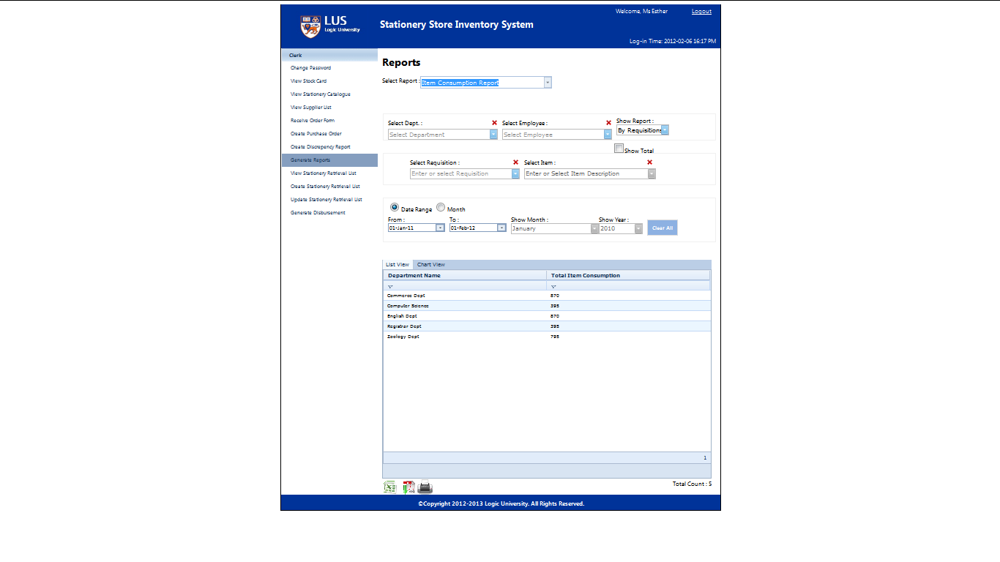 Welcome, Ms Esther Logout
LUS
Logic University
Stationery Store Inventory System
Log-in Time: 2012-02-06 16:17 PM
Clerk
Change Password
View Stock Card
View Stationery Catalogue
View Supplier List
Receive Order Form
Create Purchase Order
Create Discrepency Report
Generate Reports
View Stationery Retrieval List
Create Stationery Retrieval List
Update Stationery Retrieval List
Generate Disbursement
Reports
Select Report : Item Consumption Report
Select Dept. : Select Employee : Show Report :
Select Department Select Employee By Requisitions
Show Total
Select Requisition : Select Item :
Enter or select Requisition Enter or Select Item Description
Date Range Month
From : To : Show Month : Show Year :
01-Jan-11 01-Feb-12 January 2010 Clear All
List View Chart View
Department Name Total Item Consumption
Commerce Dept 870
Computer Science 395
English Dept 870
Registrar Dept 395
Zoology Dept 795
1
Total Count : 5
©Copyright 2012-2013 Logic University. All Rights Reserved.